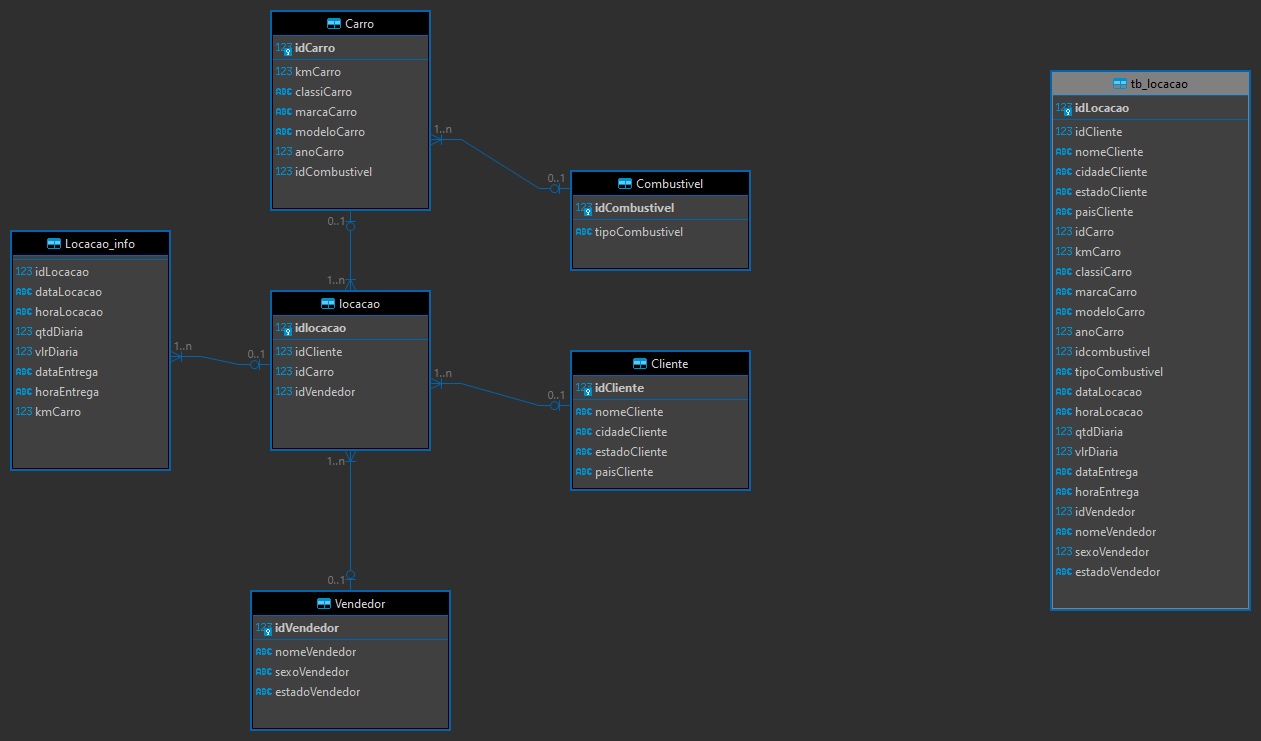 Carro
123 idCarro
123 kmCarro
ABC classiCarro
ABC marcaCarro
ABC modeloCarro
123 anoCarro
123 idCombustivel
1..n
0..1
Combustivel
123 idCombustivel
ABC tipoCombustivel
0..1
1..n
Locacao_info
123 idLocacao
ABC dataLocacao
ABC horaLocacao
123 qtdDiaria
123 vlrDiaria
ABC dataEntrega
ABC horaEntrega
123 kmCarro
1..n
0..1
locacao
123 idlocacao
123 idCliente
123 idCarro
123 idVendedor
1..n
0..1
Cliente
123 idCliente
ABC nomeCliente
ABC cidadeCliente
ABC estadoCliente
ABC paisCliente
1..n
0..1
Vendedor
123 idVendedor
ABC nomeVendedor
ABC sexoVendedor
ABC estadoVendedor
tb_locacao
123 idLocacao
123 idCliente
ABC nomeCliente
ABC cidadeCliente
ABC estadoCliente
ABC paisCliente
123 idCarro
123 kmCarro
ABC classiCarro
ABC marcaCarro
ABC modeloCarro
123 anoCarro
123 idcombustivel
ABC tipoCombustivel
ABC dataLocacao
ABC horaLocacao
123 qtdDiaria
123 vlrDiaria
ABC dataEntrega
ABC horaEntrega
123 idVendedor
ABC nomeVendedor
123 sexoVendedor
ABC estadoVendedor